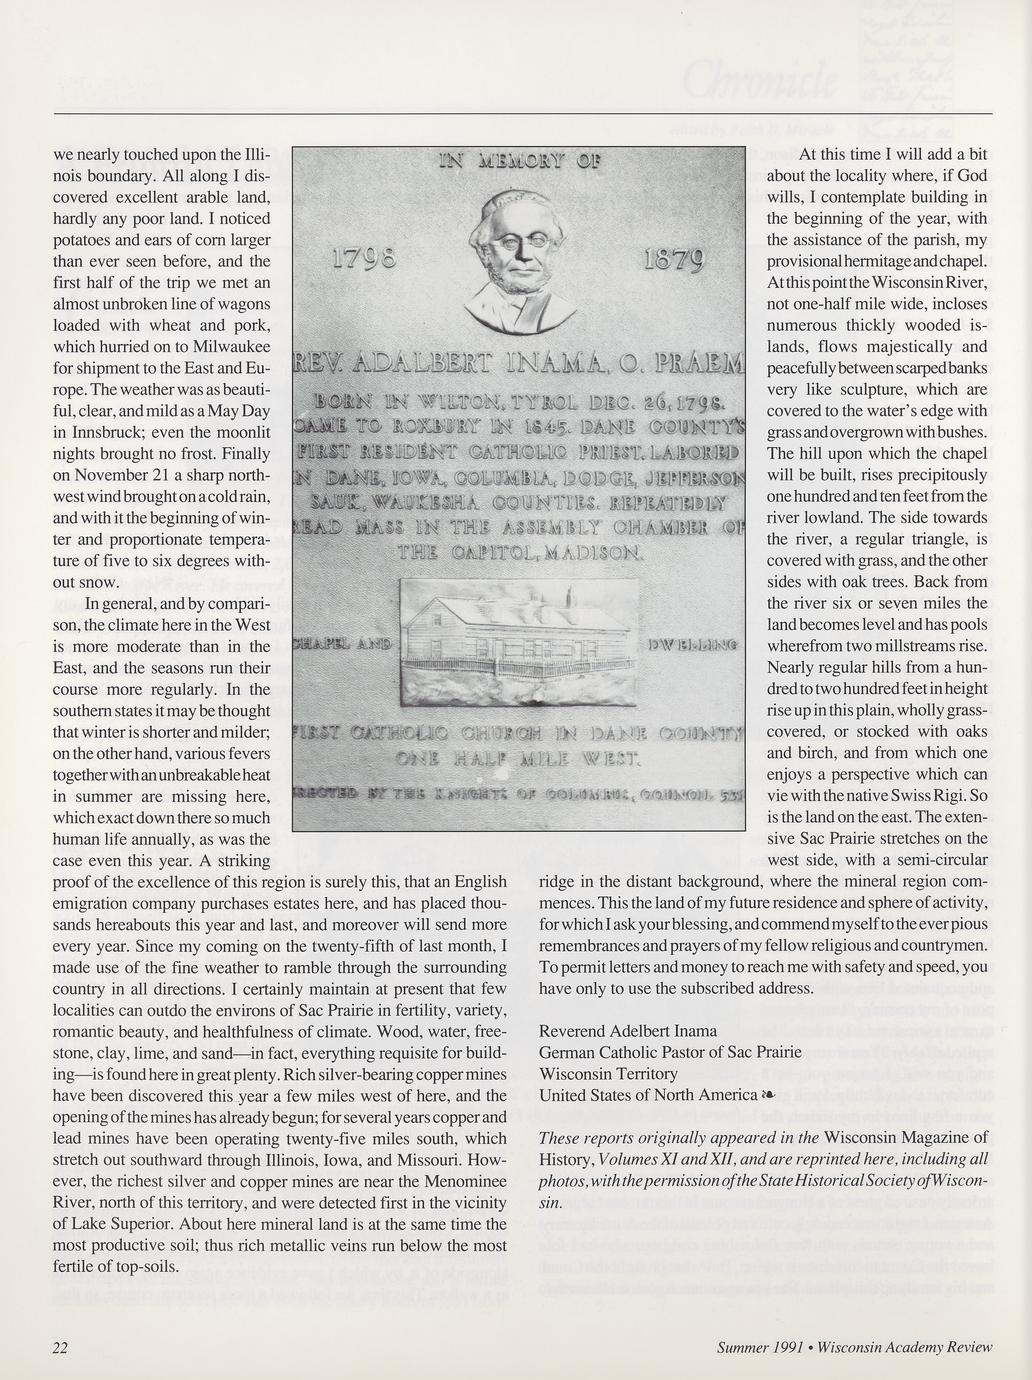 we nearly touched upon the Illi-
nois boundary. All along I dis-
covered excellent arable land,
hardly any poor land. I noticed
potatoes and ears of corn larger
than ever seen before, and the
first half of the trip we met an
almost unbroken line of wagons
loaded with wheat and pork,
which hurried on to Milwaukee
for shipment to the East and Eu-
rope. The weather was as beauti-
ful, clear, and mild as a May Day
in Innsbruck; even the moonlit
nights brought no frost. Finally
on November 21 a sharp north-
west wind brought on a cold rain,
and with it the beginning of win-
ter and proportionate tempera-
ture of five to six degrees with-
out snow.
In general, and by compari-
son, the climate here in the West
is more moderate than in the
East, and the seasons run their
course more regularly. In the
southern states it may be thought
that winter is shorter and milder;
on the other hand, various fevers
together with an unbreakable heat
in summer are missing here,
which exact down there so much
human life annually, as was the
case even this year. A striking
proof of the excellence of this region is surely this, that an English
emigration company purchases estates here, and has placed thou-
sands hereabouts this year and last, and moreover will send more
every year. Since my coming on the twenty-fifth of last month, I
made use of the fine weather to ramble through the surrounding
country in all directions. I certainly maintain at present that few
localities can outdo the environs of Sac Prairie in fertility, variety,
romantic beauty, and healthfulness of climate. Wood, water, free-
stone, clay, lime, and sand—in fact, everything requisite for build-
ing—is found here in great plenty. Rich silver-bearing copper mines
have been discovered this year a few miles west of here, and the
opening of the mines has already begun; for several years copper and
lead mines have been operating twenty-five miles south, which
stretch out southward through Illinois, Iowa, and Missouri. How-
ever, the richest silver and copper mines are near the Menominee
River, north of this territory, and were detected first in the vicinity
of Lake Superior. About here mineral land is at the same time the
most productive soil; thus rich metallic veins run below the most
fertile of top-soils.
IN MEMORY OF
1798 1879
REV. ADALBERT INAMA, O. PRAEM
BORN IN WILTON, TYROL DEC. 26, 1798.
CAME TO ROXBURY IN 1845. DANE COUNTY'S
FIRST RESIDENT CATHOLIC PRIEST. LABORED
IN DANE, IOWA, COLUMBIA, DODGE, JEFFERSON
SAUK, WAUKESHA COUNTIES. REPEATEDLY
READ MASS IN THE ASSEMBLY CHAMBER OF
THE CAPITOL, MADISON.
CHAPEL AND DWELLING
FIRST CATHOLIC CHURCH IN DANE COUNTY
ONE HALF MILE WEST.
ERECTED BY THE KNIGHTS OF COLUMBUS, COUNCIL 531
At this time I will add a bit
about the locality where, if God
wills, I contemplate building in
the beginning of the year, with
the assistance of the parish, my
provisional hermitage and chapel.
At this point the Wisconsin River,
not one-half mile wide, incloses
numerous thickly wooded is-
lands, flows majestically and
peacefully between scarped banks
very like sculpture, which are
covered to the water's edge with
grass and overgrown with bushes.
The hill upon which the chapel
will be built, rises precipitously
one hundred and ten feet from the
river lowland. The side towards
the river, a regular triangle, is
covered with grass, and the other
sides with oak trees. Back from
the river six or seven miles the
land becomes level and has pools
wherefrom two millstreams rise.
Nearly regular hills from a hun-
dred to two hundred feet in height
rise up in this plain, wholly grass-
covered, or stocked with oaks
and birch, and from which one
enjoys a perspective which can
vie with the native Swiss Rigi. So
is the land on the east. The exten-
sive Sac Prairie stretches on the
west side, with a semi-circular
ridge in the distant background, where the mineral region com-
mences. This the land of my future residence and sphere of activity,
for which I ask your blessing, and commend myself to the ever pious
remembrances and prayers of my fellow religious and countrymen.
To permit letters and money to reach me with safety and speed, you
have only to use the subscribed address.
Reverend Adelbert Inama
German Catholic Pastor of Sac Prairie
Wisconsin Territory
United States of North America ❧
These reports originally appeared in the Wisconsin Magazine of
History, Volumes XI and XII, and are reprinted here, including all
photos, with the permission of the State Historical Society of Wiscon-
sin.
22
Summer 1991 • Wisconsin Academy Review